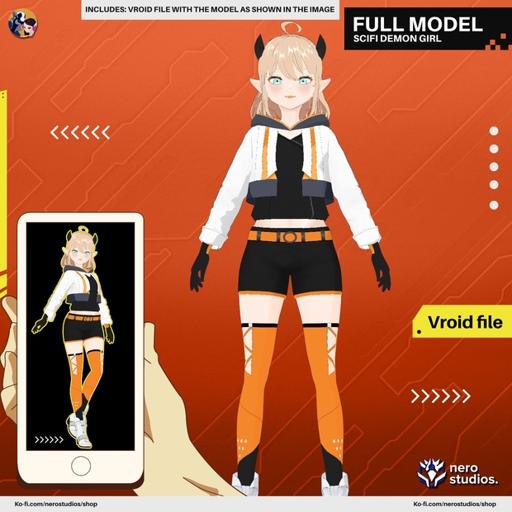 INCLUDES: VROID FILE WITH THE MODEL AS SHOWN IN THE IMAGE
FULL MODEL
SCIFI DEMON GIRL
Vroid file
nero
studios.
Ko-fi.com/nerostudios/shop
Ko-fi.com/nerostudios/shop